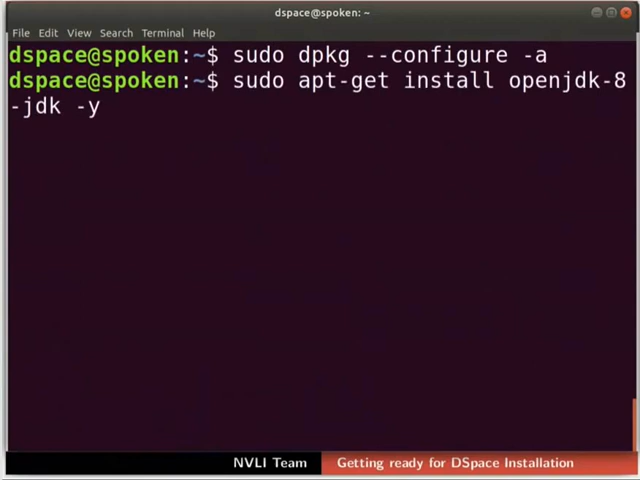 dspace@spoken: ~
File Edit View Search Terminal Help
dspace@spoken:~$ sudo dpkg --configure -a
dspace@spoken:~$ sudo apt-get install openjdk-8
-jdk -y
NVLI Team Getting ready for DSpace Installation